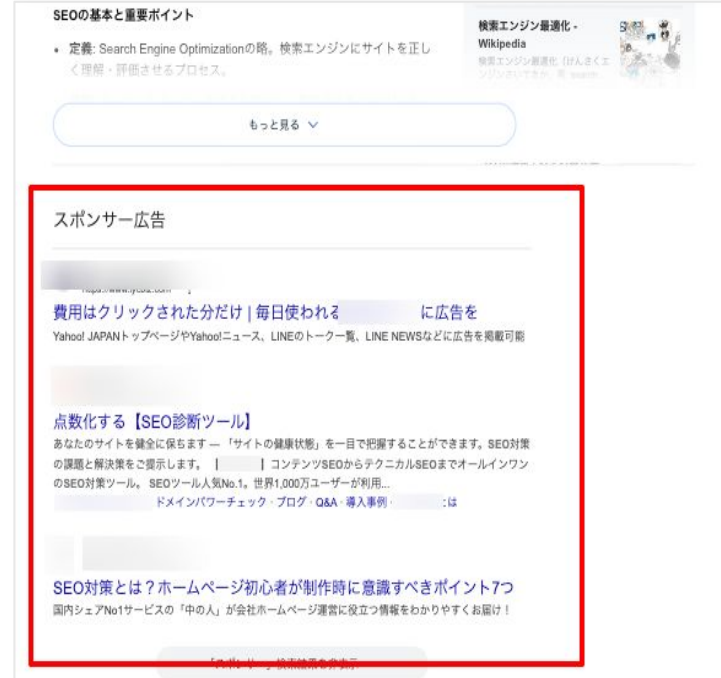 SEOの基本と重要ポイント
• 定義: Search Engine Optimizationの略。検索エンジンにサイトを正し
く理解・評価させるプロセス。
検索エンジン最適化 -
Wikipedia
検索エンジン最適化（けんさくエ
もっと見る
スポンサー広告
費用はクリックされた分だけ | 毎日使われる に広告を
Yahoo! JAPANトップページやYahoo!ニュース、LINEのトーク一覧、LINE NEWSなどに広告を掲載可能
点数化する【SEO診断ツール】
あなたのサイトを健全に保ちます — 「サイトの健康状態」を一目で把握することができます。SEO対策
の課題と解決策をご提示します。 | | コンテンツSEOからテクニカルSEOまでオールインワン
のSEO対策ツール。 SEOツール人気No.1。世界1,000万ユーザーが利用...
ドメインパワーチェック · ブログ · Q&A · 導入事例 · とは
SEO対策とは？ホームページ初心者が制作時に意識すべきポイント7つ
国内シェアNo1サービスの「中の人」が会社ホームページ運営に役立つ情報をわかりやすくお届け！